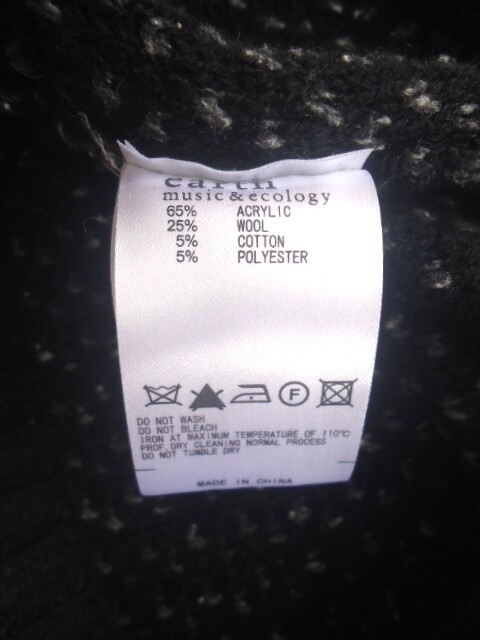 earth
music & ecology
65% ACRYLIC
25% WOOL
5% COTTON
5% POLYESTER
F
DO NOT WASH
DO NOT BLEACH
IRON AT MAXIMUM TEMPERATURE OF 110°C
PROF.DRY CLEANING NORMAL PROCESS
DO NOT TUMBLE DRY
MADE IN CHINA